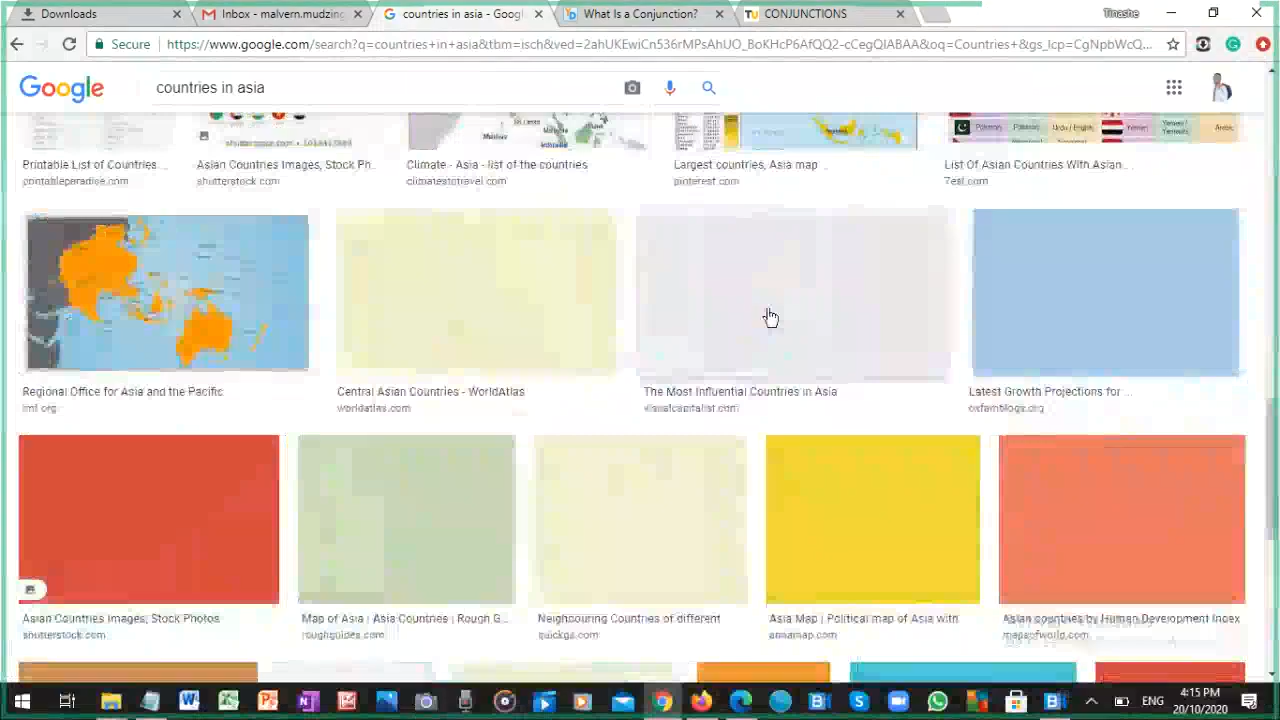 Downloads
Inbox - malvern.mudzing
countries in asia - Googl
What Is a Conjunction?
CONJUNCTIONS
Tinashe
Secure
https://www.google.com/search?q=countries+in+asia&tbm=isch&ved=2ahUKEwiCn536rMPsAhUO_BoKHcP6AfQQ2-cCegQIABAA&oq=Countries+&gs_lcp=CgNpbWcQ...
Google
countries in asia
Printable List of Countries ...
Asian Countries Images, Stock Ph...
Climate - Asia - list of the countries
Largest countries, Asia map ...
List Of Asian Countries With Asian...
printableparadise.com
shutterstock.com
climatestotravel.com
pinterest.com
7esl.com
Regional Office for Asia and the Pacific
Central Asian Countries - WorldAtlas
The Most Influential Countries in Asia
Latest Growth Projections for ...
imf.org
worldatlas.com
visualcapitalist.com
oxfamblogs.org
Asian Countries Images, Stock Photos
Map of Asia | Asia Countries | Rough G...
Neighouring Countries of different
Asia Map | Political map of Asia with
Asian countries by Human Development Index
shutterstock.com
roughguides.com
quickgs.com
asiamap.com
mapsofworld.com
ENG
4:15 PM
20/10/2020